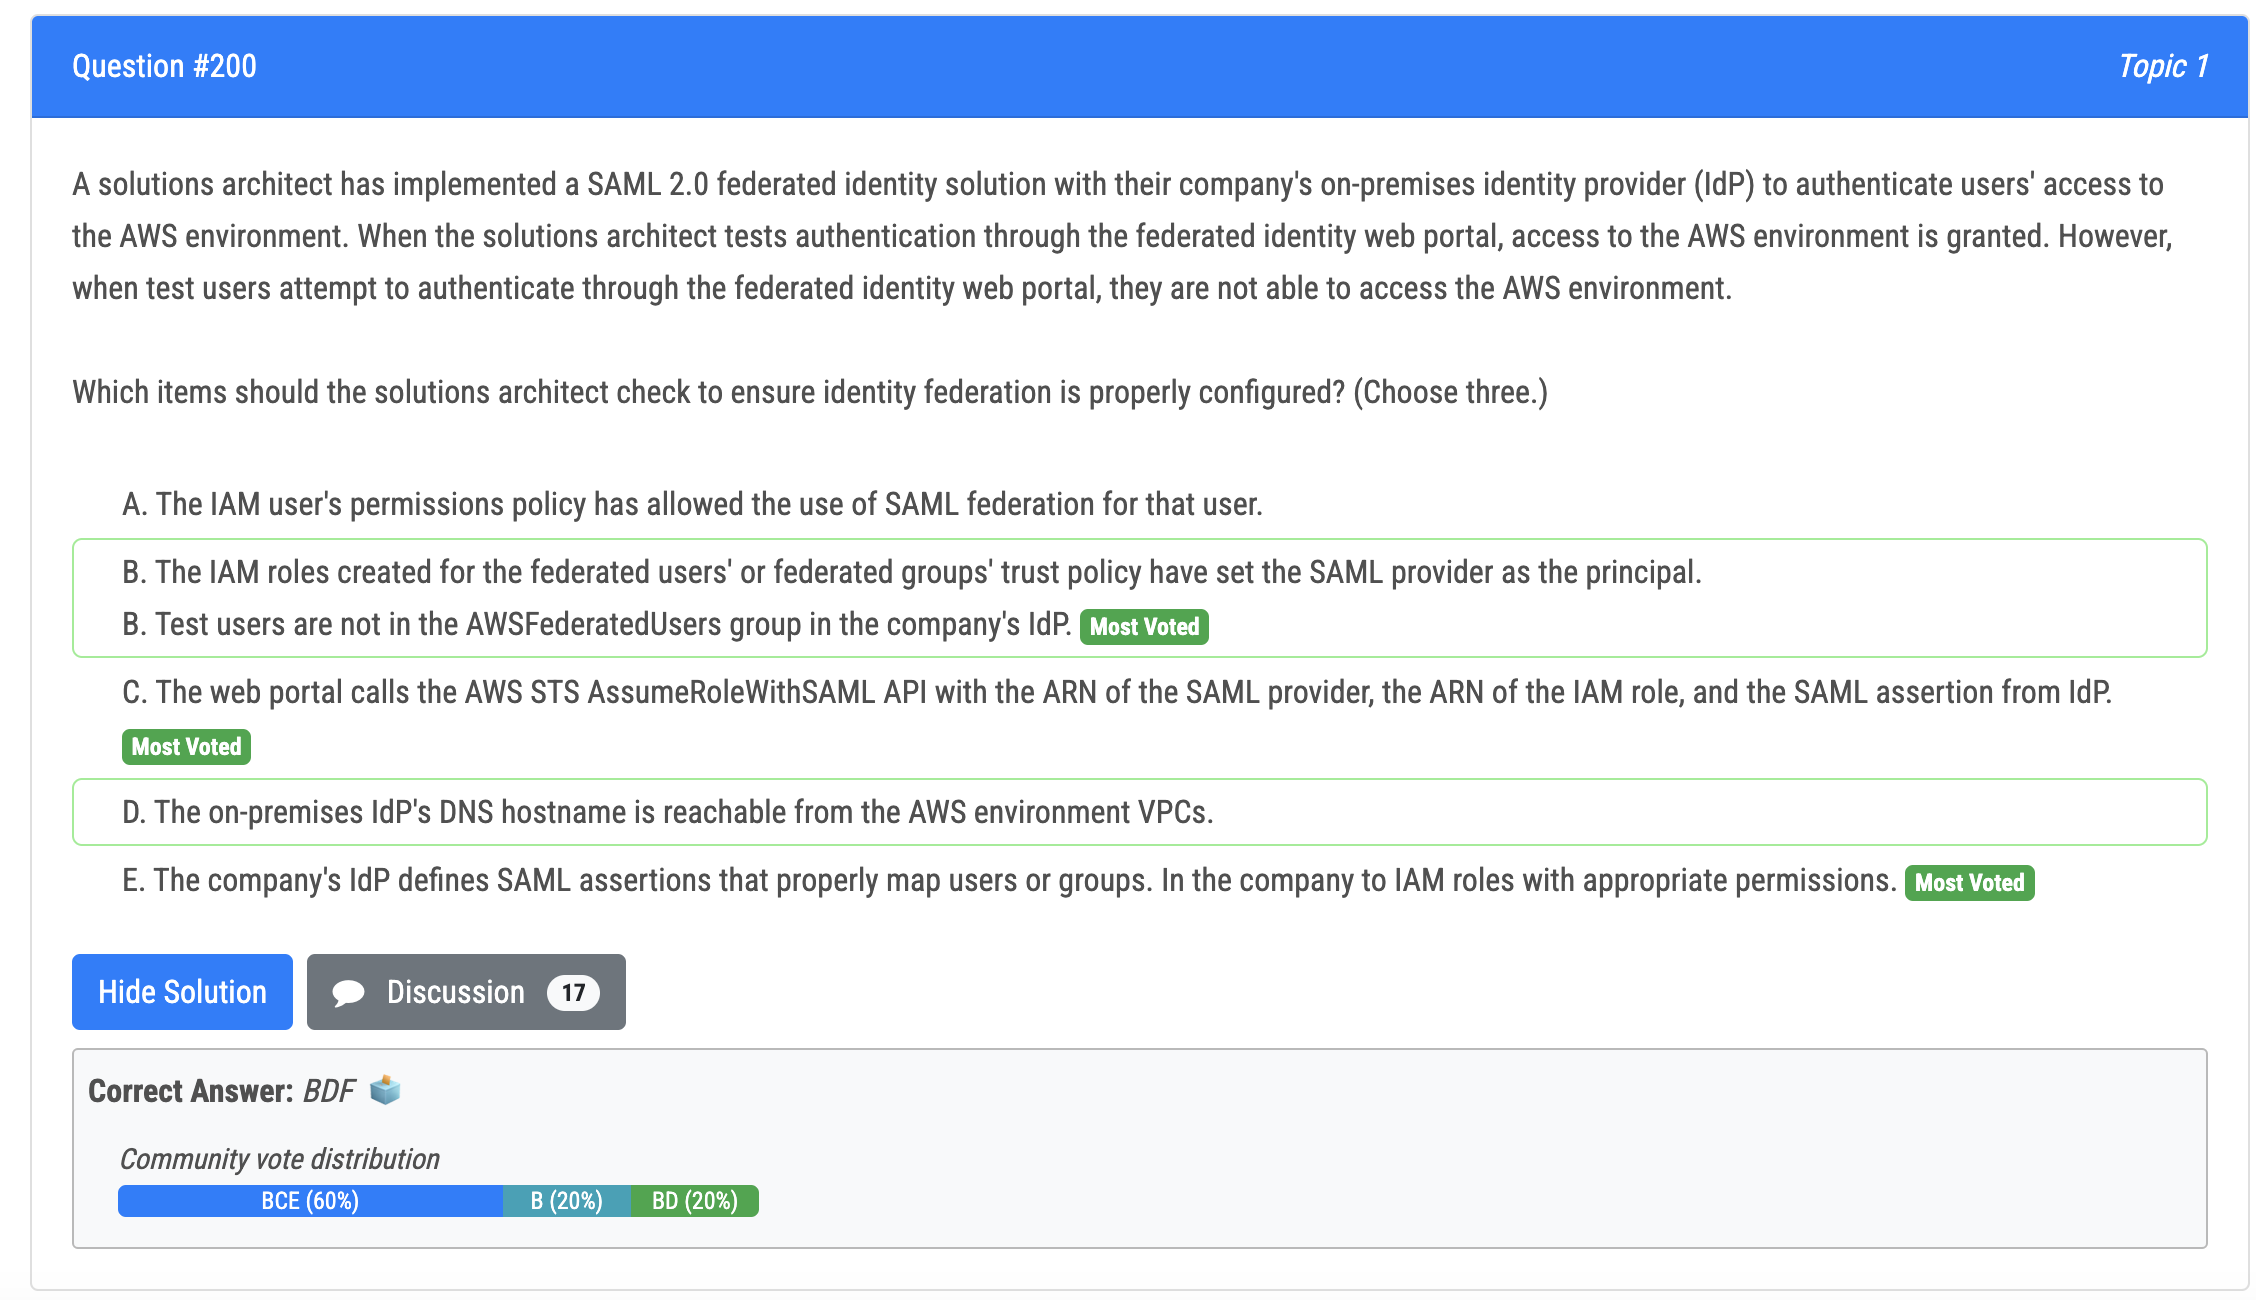 Question #200
Topic 1
A solutions architect has implemented a SAML 2.0 federated identity solution with their company's on-premises identity provider (IdP) to authenticate users' access to
the AWS environment. When the solutions architect tests authentication through the federated identity web portal, access to the AWS environment is granted. However,
when test users attempt to authenticate through the federated identity web portal, they are not able to access the AWS environment.
Which items should the solutions architect check to ensure identity federation is properly configured? (Choose three.)
A. The IAM user's permissions policy has allowed the use of SAML federation for that user.
B. The IAM roles created for the federated users' or federated groups' trust policy have set the SAML provider as the principal.
B. Test users are not in the AWSFederatedUsers group in the company's IdP. Most Voted
C. The web portal calls the AWS STS AssumeRoleWithSAML API with the ARN of the SAML provider, the ARN of the IAM role, and the SAML assertion from IdP.
Most Voted
D. The on-premises IdP's DNS hostname is reachable from the AWS environment VPCs.
E. The company's IdP defines SAML assertions that properly map users or groups. In the company to IAM roles with appropriate permissions. Most Voted
Hide Solution
Discussion 17
Correct Answer: BDF
Community vote distribution
BCE (60%) B (20%) BD (20%)